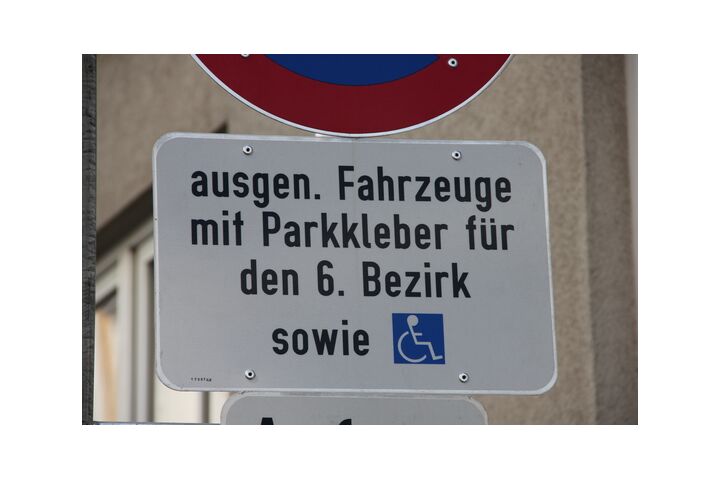 ausgen. Fahrzeuge
mit Parkkleber für
den 6. Bezirk
sowie